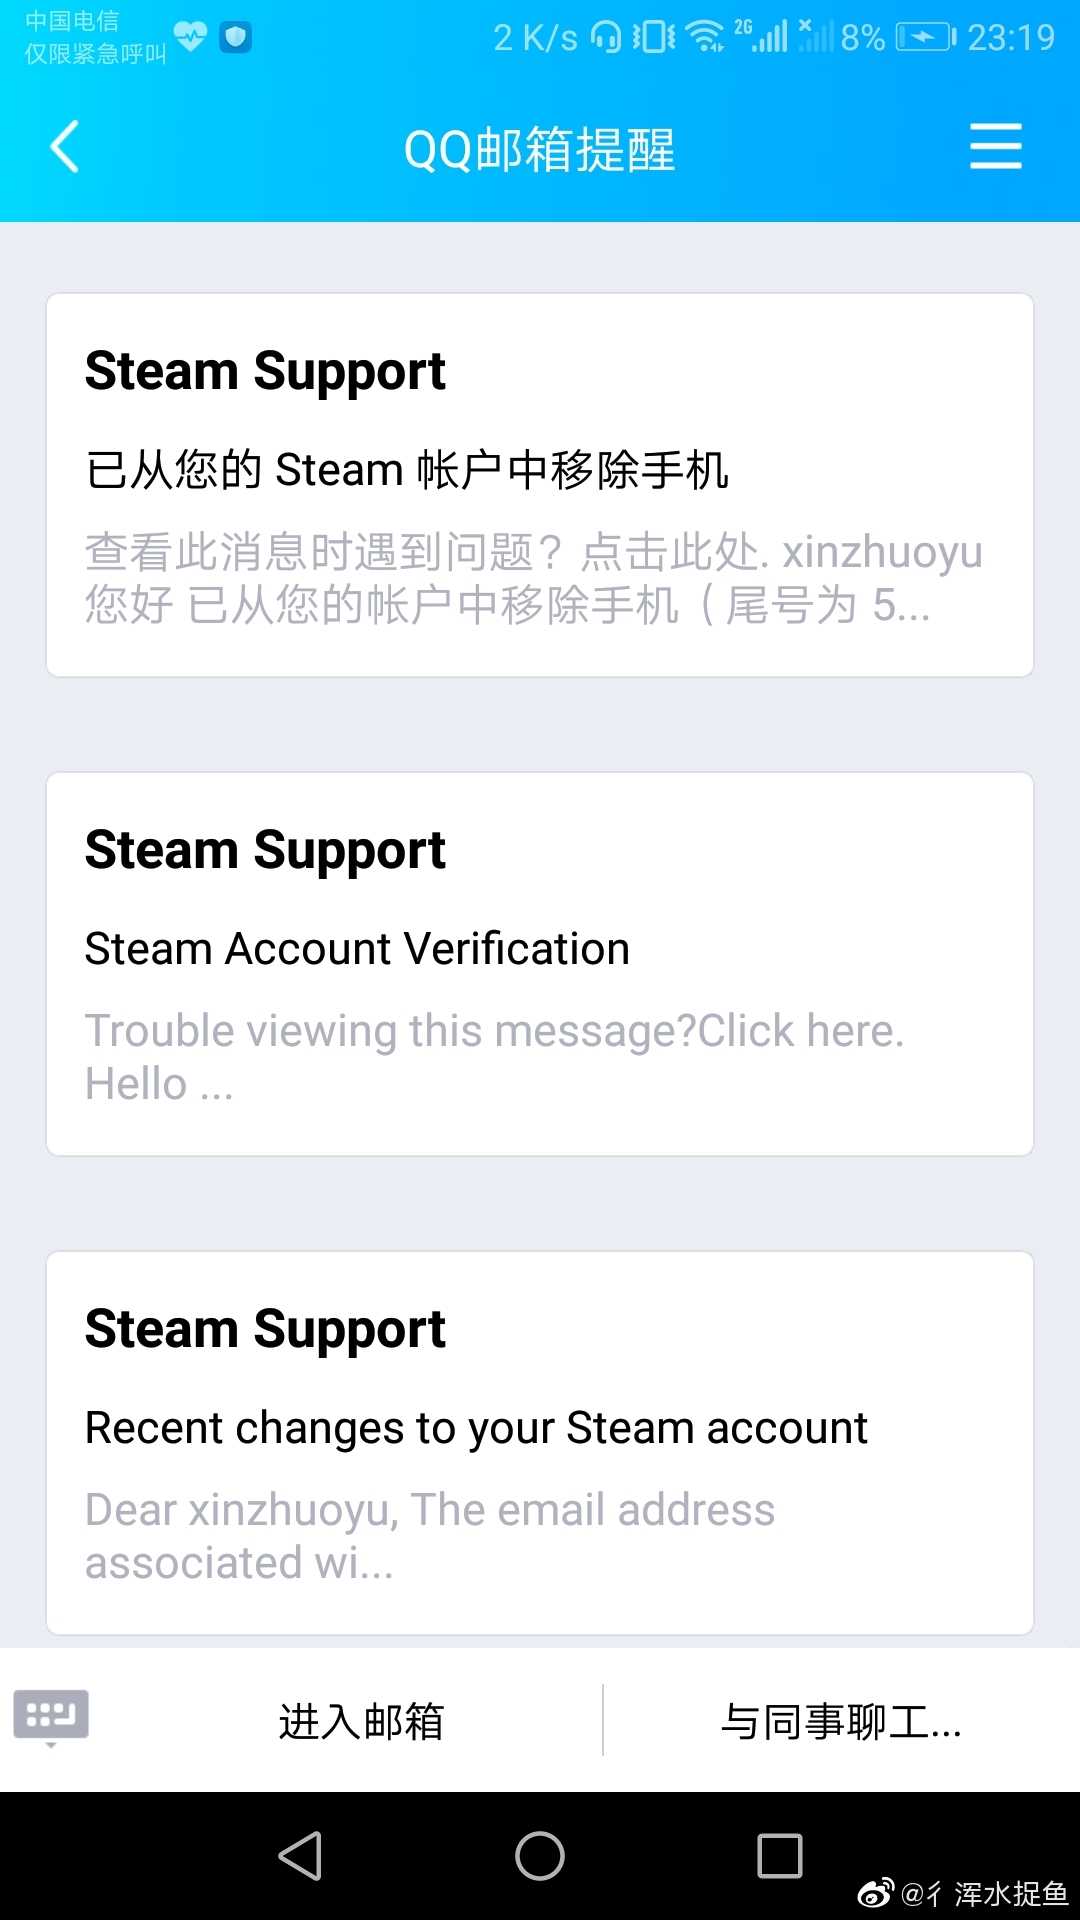 中国电信
仅限紧急呼叫
2 K/s 2G 8% 23:19
QQ邮箱提醒
Steam Support
已从您的 Steam 帐户中移除手机
查看此消息时遇到问题？点击此处. xinzhuoyu
您好 已从您的帐户中移除手机（尾号为 5...
Steam Support
Steam Account Verification
Trouble viewing this message?Click here.
Hello ...
Steam Support
Recent changes to your Steam account
Dear xinzhuoyu, The email address
associated wi...
进入邮箱
与同事聊工...
@彳浑水捉鱼